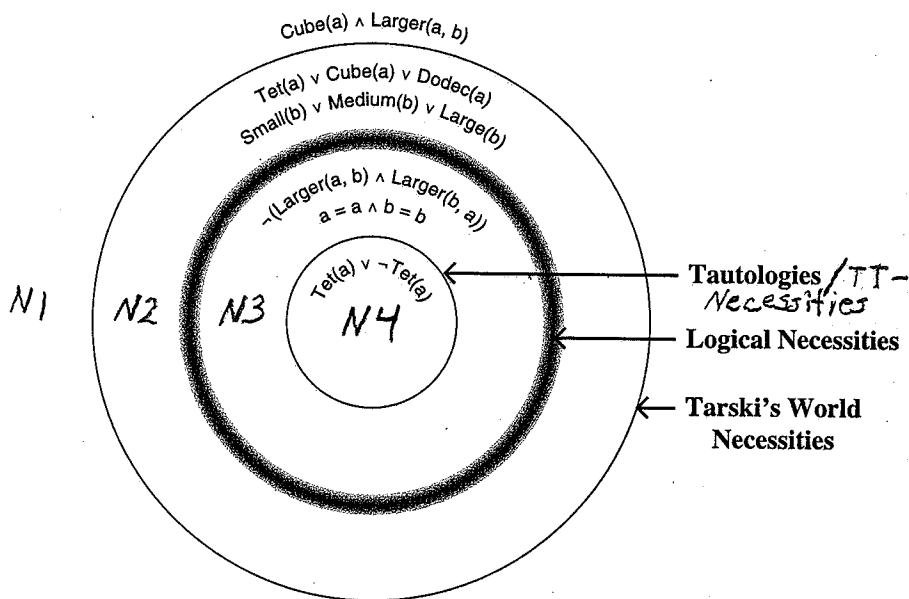 Cube(a) ∧ Larger(a, b)
Tet(a) ∨ Cube(a) ∨ Dodec(a)
Small(b) ∨ Medium(b) ∨ Large(b)
¬(Larger(a, b) ∧ Larger(b, a))
a = a ∧ b = b
Tet(a) ∨ ¬Tet(a)
N1
N2
N3
N4
Tautologies / TT-
Necessities
Logical Necessities
Tarski's World
Necessities